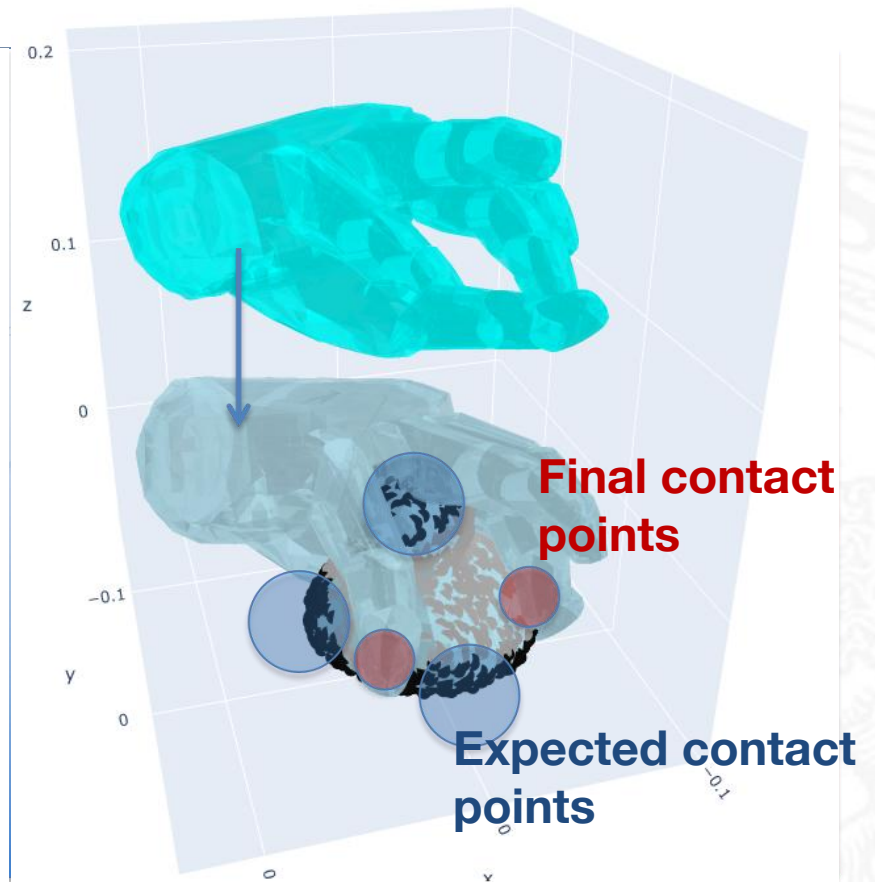 0.2
0.1
z
0
Final contact
points
−0.1
y
0
Expected contact
points
−0.1
0
0
x